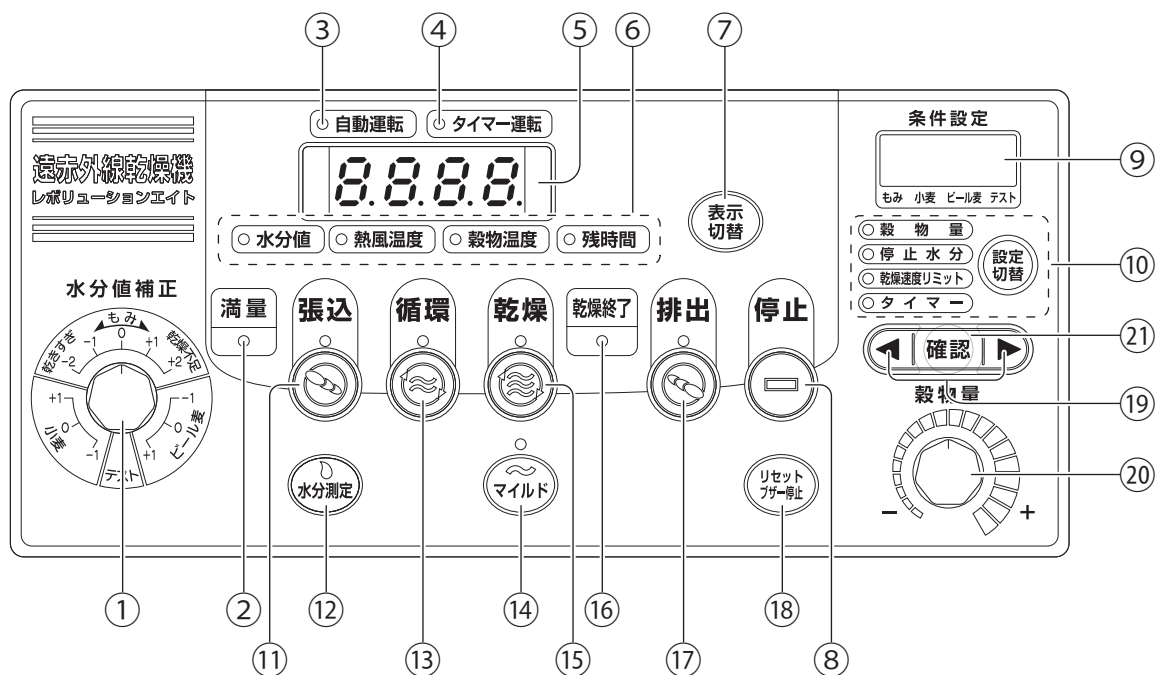 ③ ④ ⑤ ⑥ ⑦
遠赤外線乾燥機
レボリューションエイト
自動運転 タイマー運転
8.8.8.8.
水分値 熱風温度 穀物温度 残時間
表示
切替
条件設定
もみ 小麦 ビール麦 テスト
⑨
穀物量
停止水分
乾燥速度リミット
タイマー
設定
切替
⑩
水分値補正
もみ
乾きすぎ -2 -1 0 +1 +2 乾燥不足
+1 0 -1 小麦
テスト
-1 0 +1 ビール麦
満量 張込 循環 乾燥 乾燥終了 排出 停止
確認
㉑
⑲
穀物量
− +
⑳
水分測定
マイルド
リセット
ブザー停止
① ② ⑫ ⑭ ⑯ ⑱
⑪ ⑬ ⑮ ⑰ ⑧